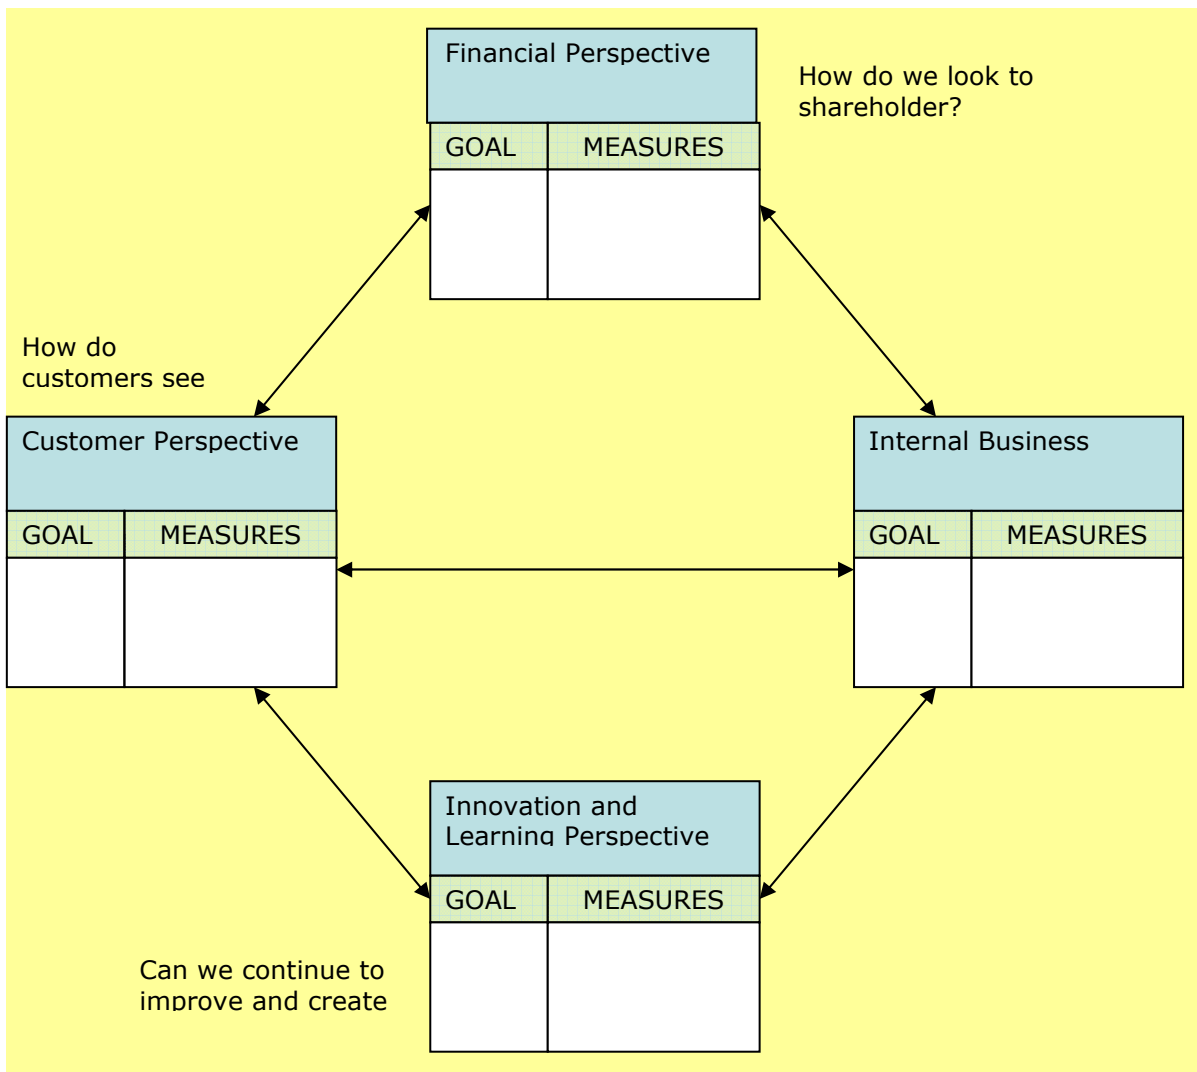 Financial Perspective
How do we look to
shareholder?
GOAL MEASURES
How do
customers see
Customer Perspective
GOAL MEASURES
Internal Business
GOAL MEASURES
Innovation and
Learning Perspective
GOAL MEASURES
Can we continue to
improve and create